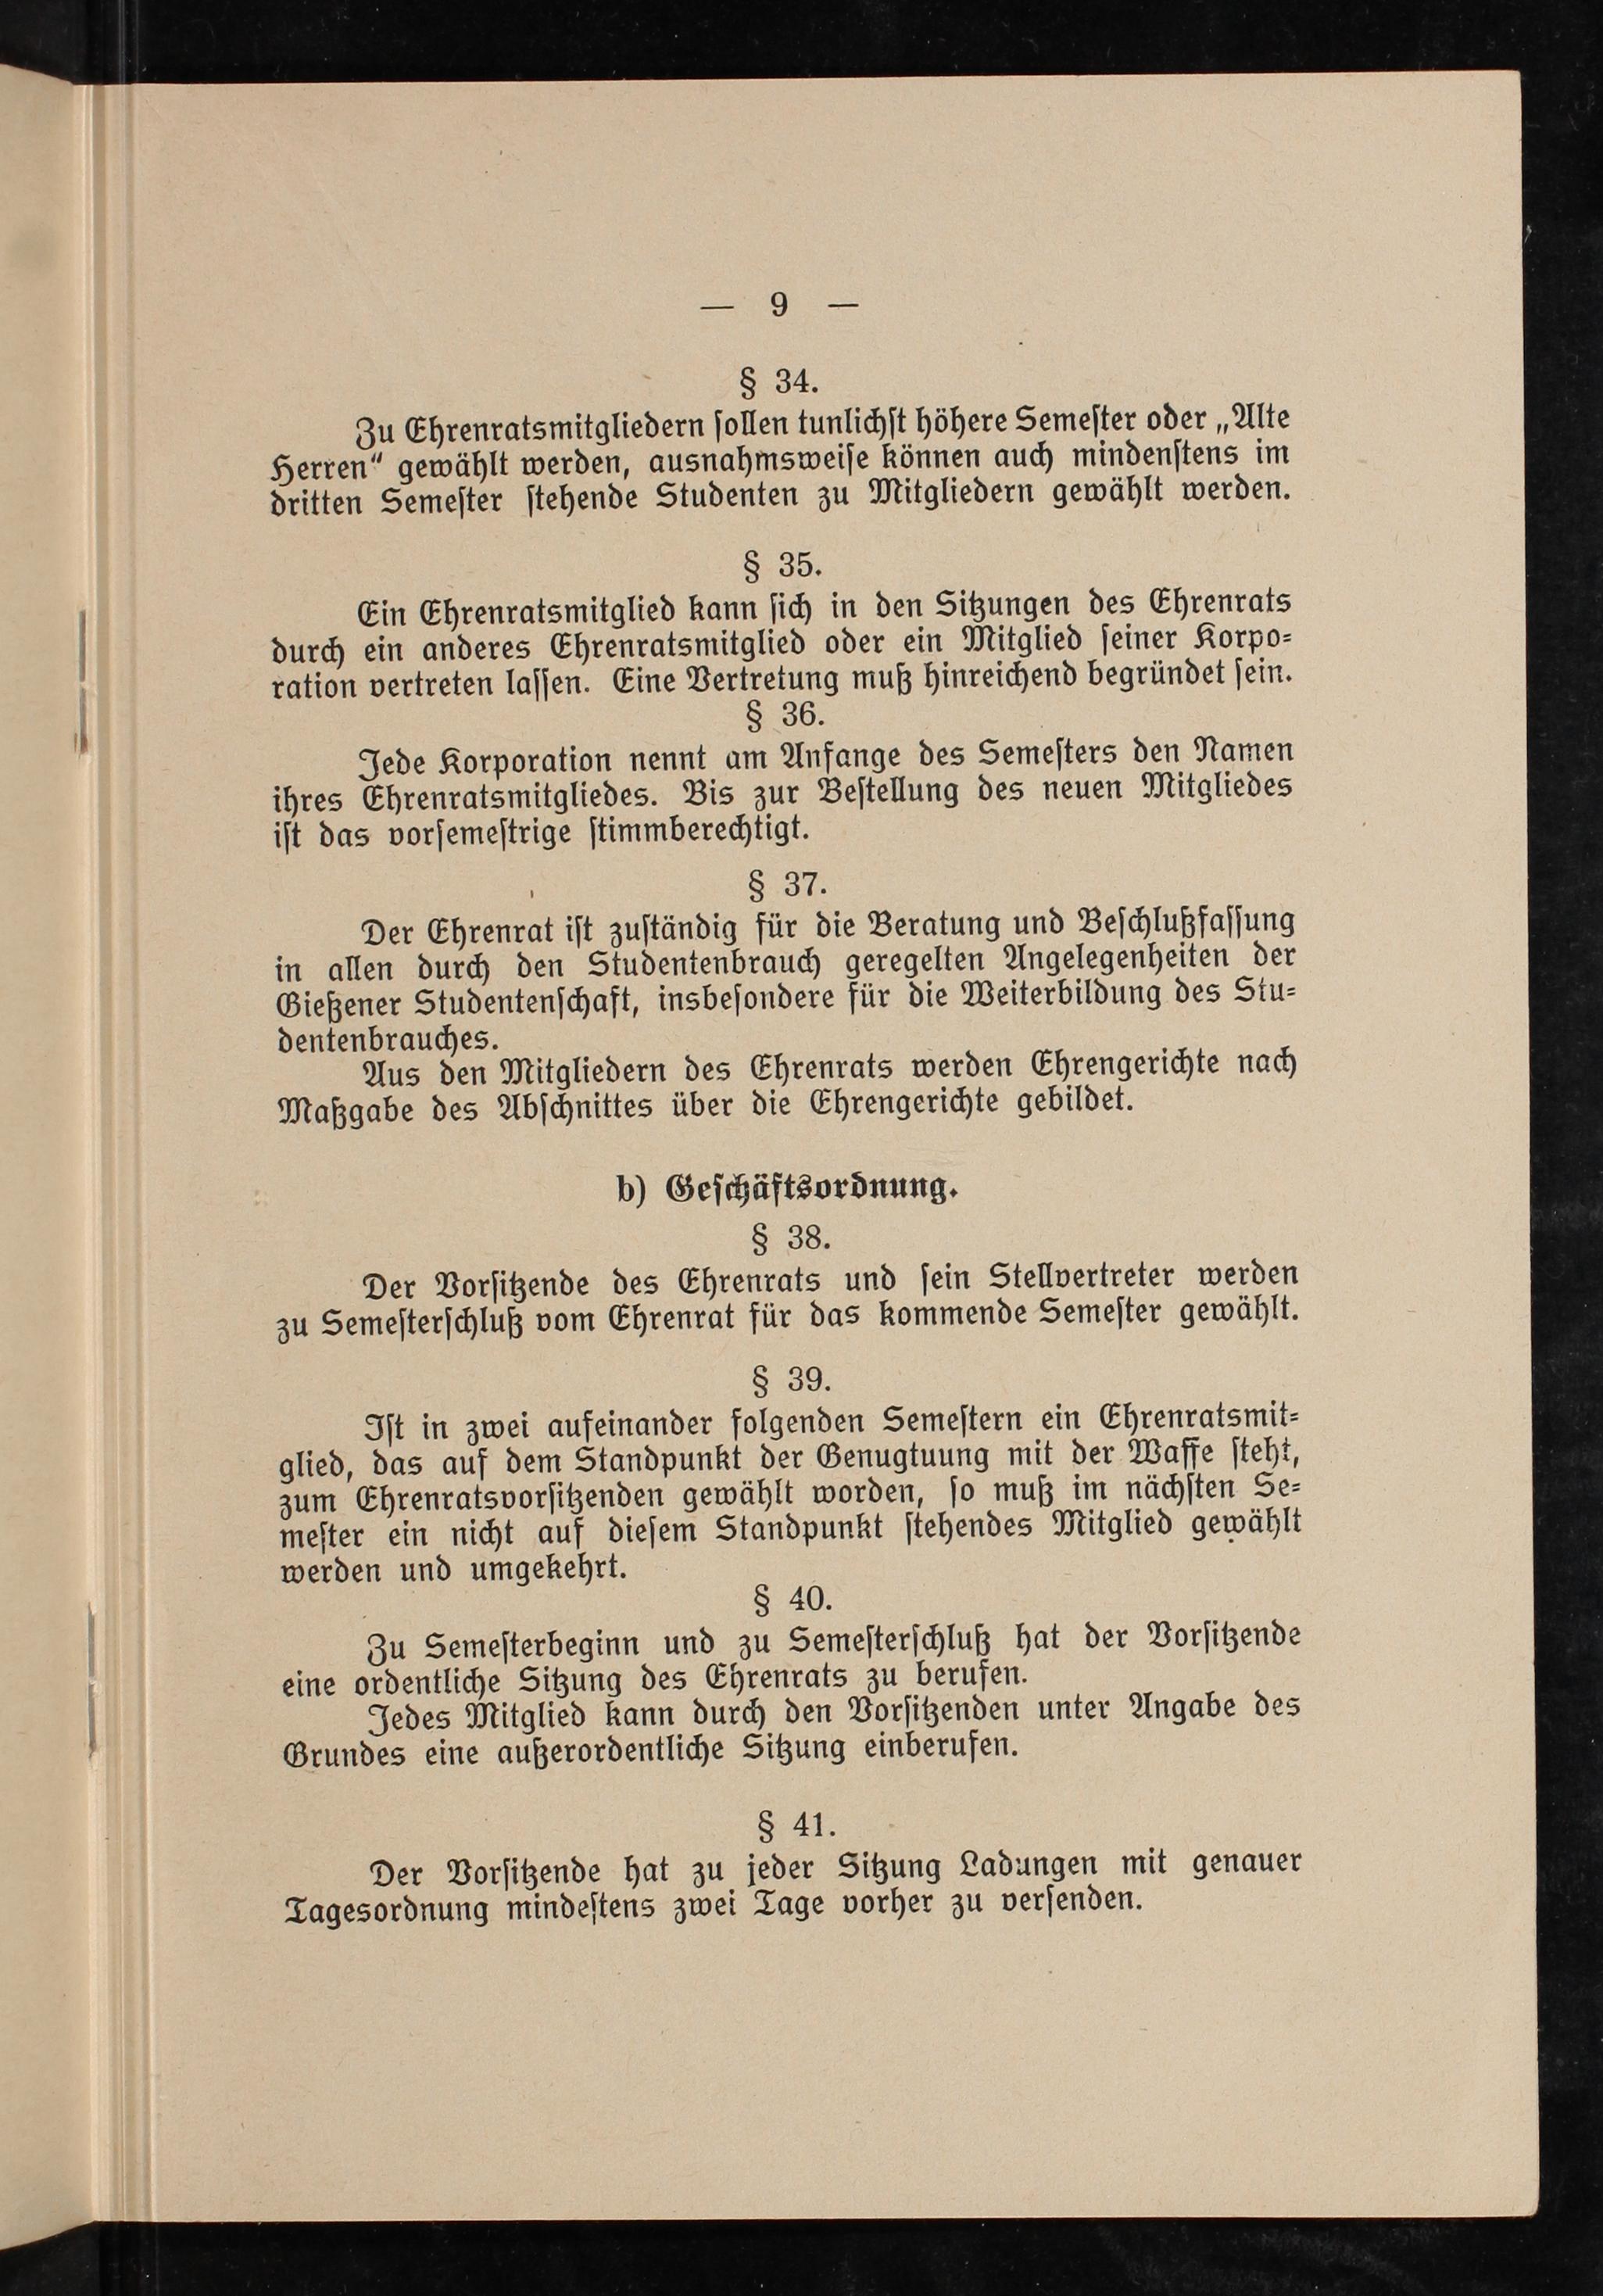 — 9 —
§ 34.
Zu Ehrenratsmitgliedern sollen tunlichst höhere Semester oder „Alte
Herren“ gewählt werden, ausnahmsweise können auch mindenstens im
dritten Semester stehende Studenten zu Mitgliedern gewählt werden.
§ 35.
Ein Ehrenratsmitglied kann sich in den Sitzungen des Ehrenrats
durch ein anderes Ehrenratsmitglied oder ein Mitglied seiner Korpo-
ration vertreten lassen. Eine Vertretung muß hinreichend begründet sein.
§ 36.
Jede Korporation nennt am Anfange des Semesters den Namen
ihres Ehrenratsmitgliedes. Bis zur Bestellung des neuen Mitgliedes
ist das vorsemestrige stimmberechtigt.
§ 37.
Der Ehrenrat ist zuständig für die Beratung und Beschlußfassung
in allen durch den Studentenbrauch geregelten Angelegenheiten der
Gießener Studentenschaft, insbesondere für die Weiterbildung des Stu-
dentenbrauches.
Aus den Mitgliedern des Ehrenrats werden Ehrengerichte nach
Maßgabe des Abschnittes über die Ehrengerichte gebildet.
b) Geschäftsordnung.
§ 38.
Der Vorsitzende des Ehrenrats und sein Stellvertreter werden
zu Semesterschluß vom Ehrenrat für das kommende Semester gewählt.
§ 39.
Ist in zwei aufeinander folgenden Semestern ein Ehrenratsmit-
glied, das auf dem Standpunkt der Genugtuung mit der Waffe steht,
zum Ehrenratsvorsitzenden gewählt worden, so muß im nächsten Se-
mester ein nicht auf diesem Standpunkt stehendes Mitglied gewählt
werden und umgekehrt.
§ 40.
Zu Semesterbeginn und zu Semesterschluß hat der Vorsitzende
eine ordentliche Sitzung des Ehrenrats zu berufen.
Jedes Mitglied kann durch den Vorsitzenden unter Angabe des
Grundes eine außerordentliche Sitzung einberufen.
§ 41.
Der Vorsitzende hat zu jeder Sitzung Ladungen mit genauer
Tagesordnung mindestens zwei Tage vorher zu versenden.